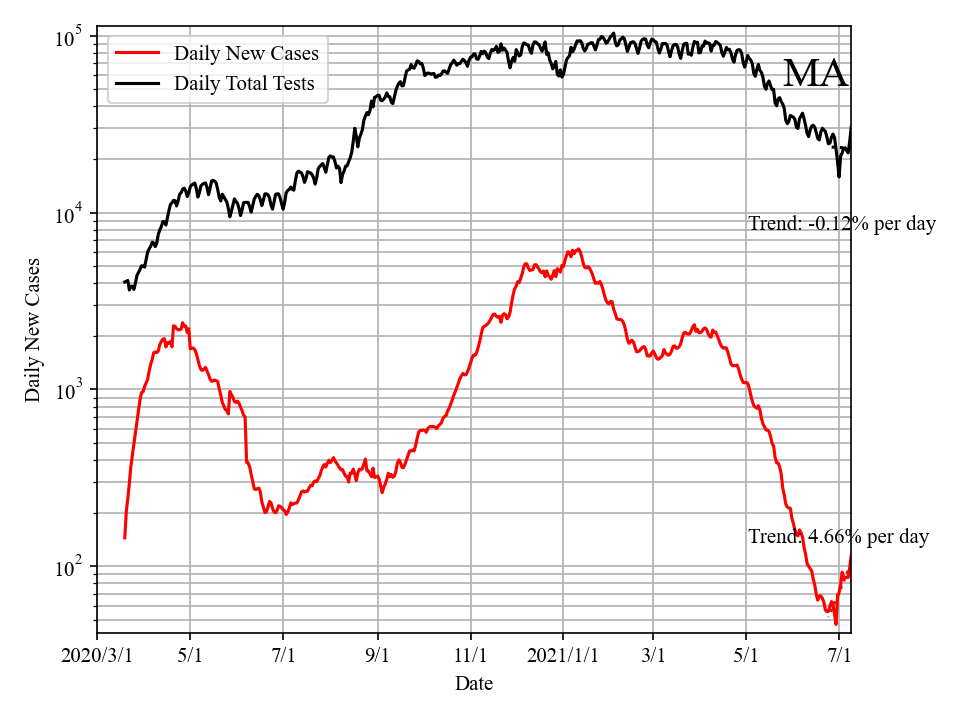 Daily New Cases
Daily Total Tests
MA
Trend: -0.12% per day
Trend: 4.66% per day
10^5
10^4
10^3
10^2
Daily New Cases
2020/3/1 5/1 7/1 9/1 11/1 2021/1/1 3/1 5/1 7/1
Date